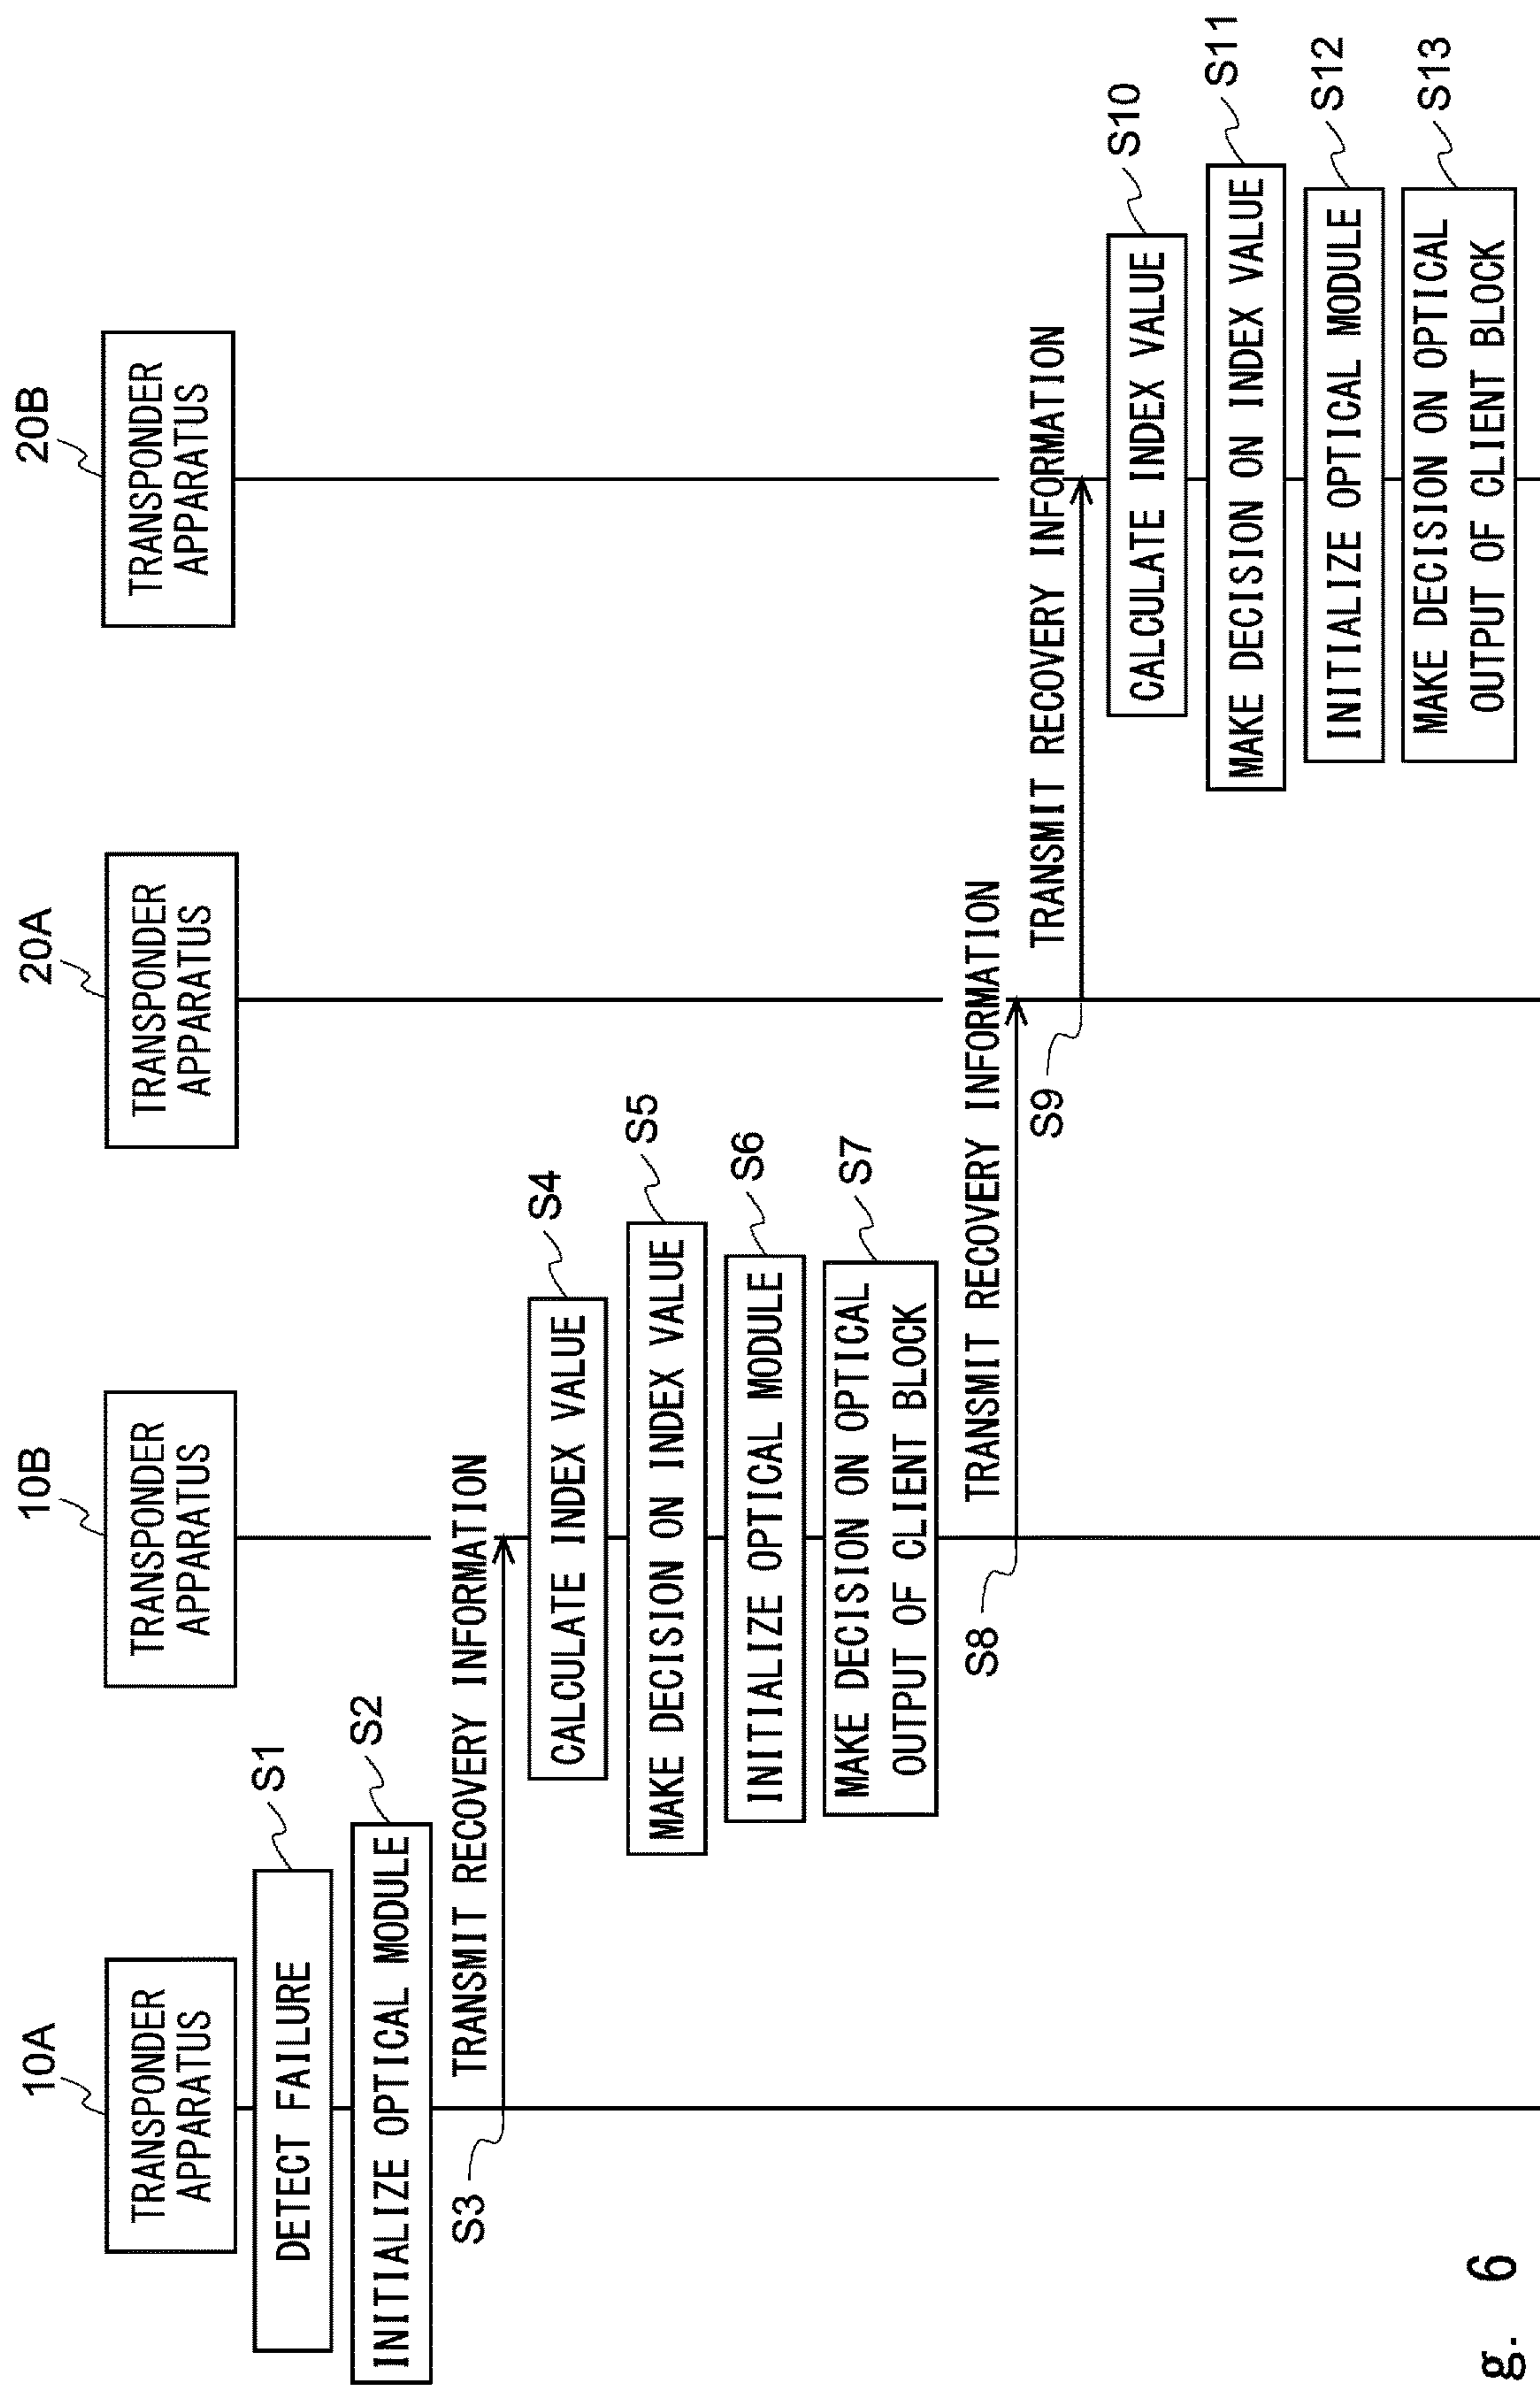 10A
10B
20A
20B
TRANSPONDER
APPARATUS
TRANSPONDER
APPARATUS
TRANSPONDER
APPARATUS
TRANSPONDER
APPARATUS
DETECT FAILURE
S1
INITIALIZE OPTICAL MODULE
S2
TRANSMIT RECOVERY INFORMATION
S3
CALCULATE INDEX VALUE
S4
MAKE DECISION ON INDEX VALUE
S5
INITIALIZE OPTICAL MODULE
S6
MAKE DECISION ON OPTICAL
OUTPUT OF CLIENT BLOCK
S7
TRANSMIT RECOVERY INFORMATION
S8
TRANSMIT RECOVERY INFORMATION
S9
CALCULATE INDEX VALUE
S10
MAKE DECISION ON INDEX VALUE
S11
INITIALIZE OPTICAL MODULE
S12
MAKE DECISION ON OPTICAL
OUTPUT OF CLIENT BLOCK
S13
g. 6